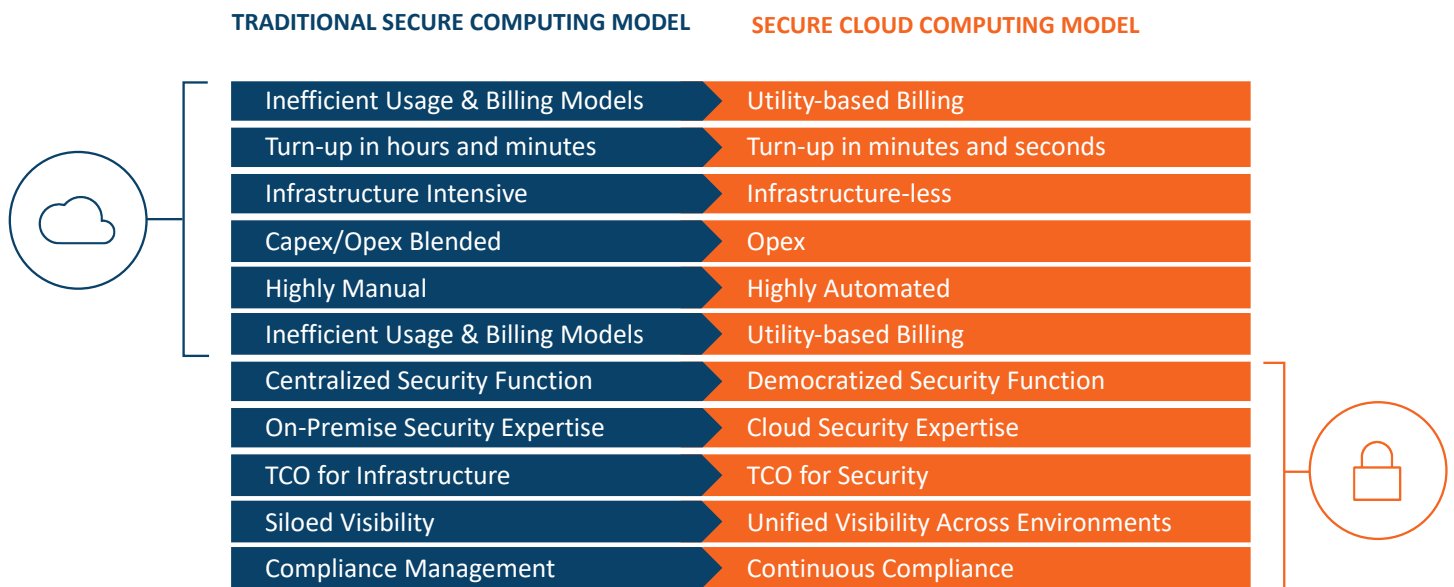 TRADITIONAL SECURE COMPUTING MODEL SECURE CLOUD COMPUTING MODEL
Inefficient Usage & Billing Models Utility-based Billing
Turn-up in hours and minutes Turn-up in minutes and seconds
Infrastructure Intensive Infrastructure-less
Capex/Opex Blended Opex
Highly Manual Highly Automated
Inefficient Usage & Billing Models Utility-based Billing
Centralized Security Function Democratized Security Function
On-Premise Security Expertise Cloud Security Expertise
TCO for Infrastructure TCO for Security
Siloed Visibility Unified Visibility Across Environments
Compliance Management Continuous Compliance